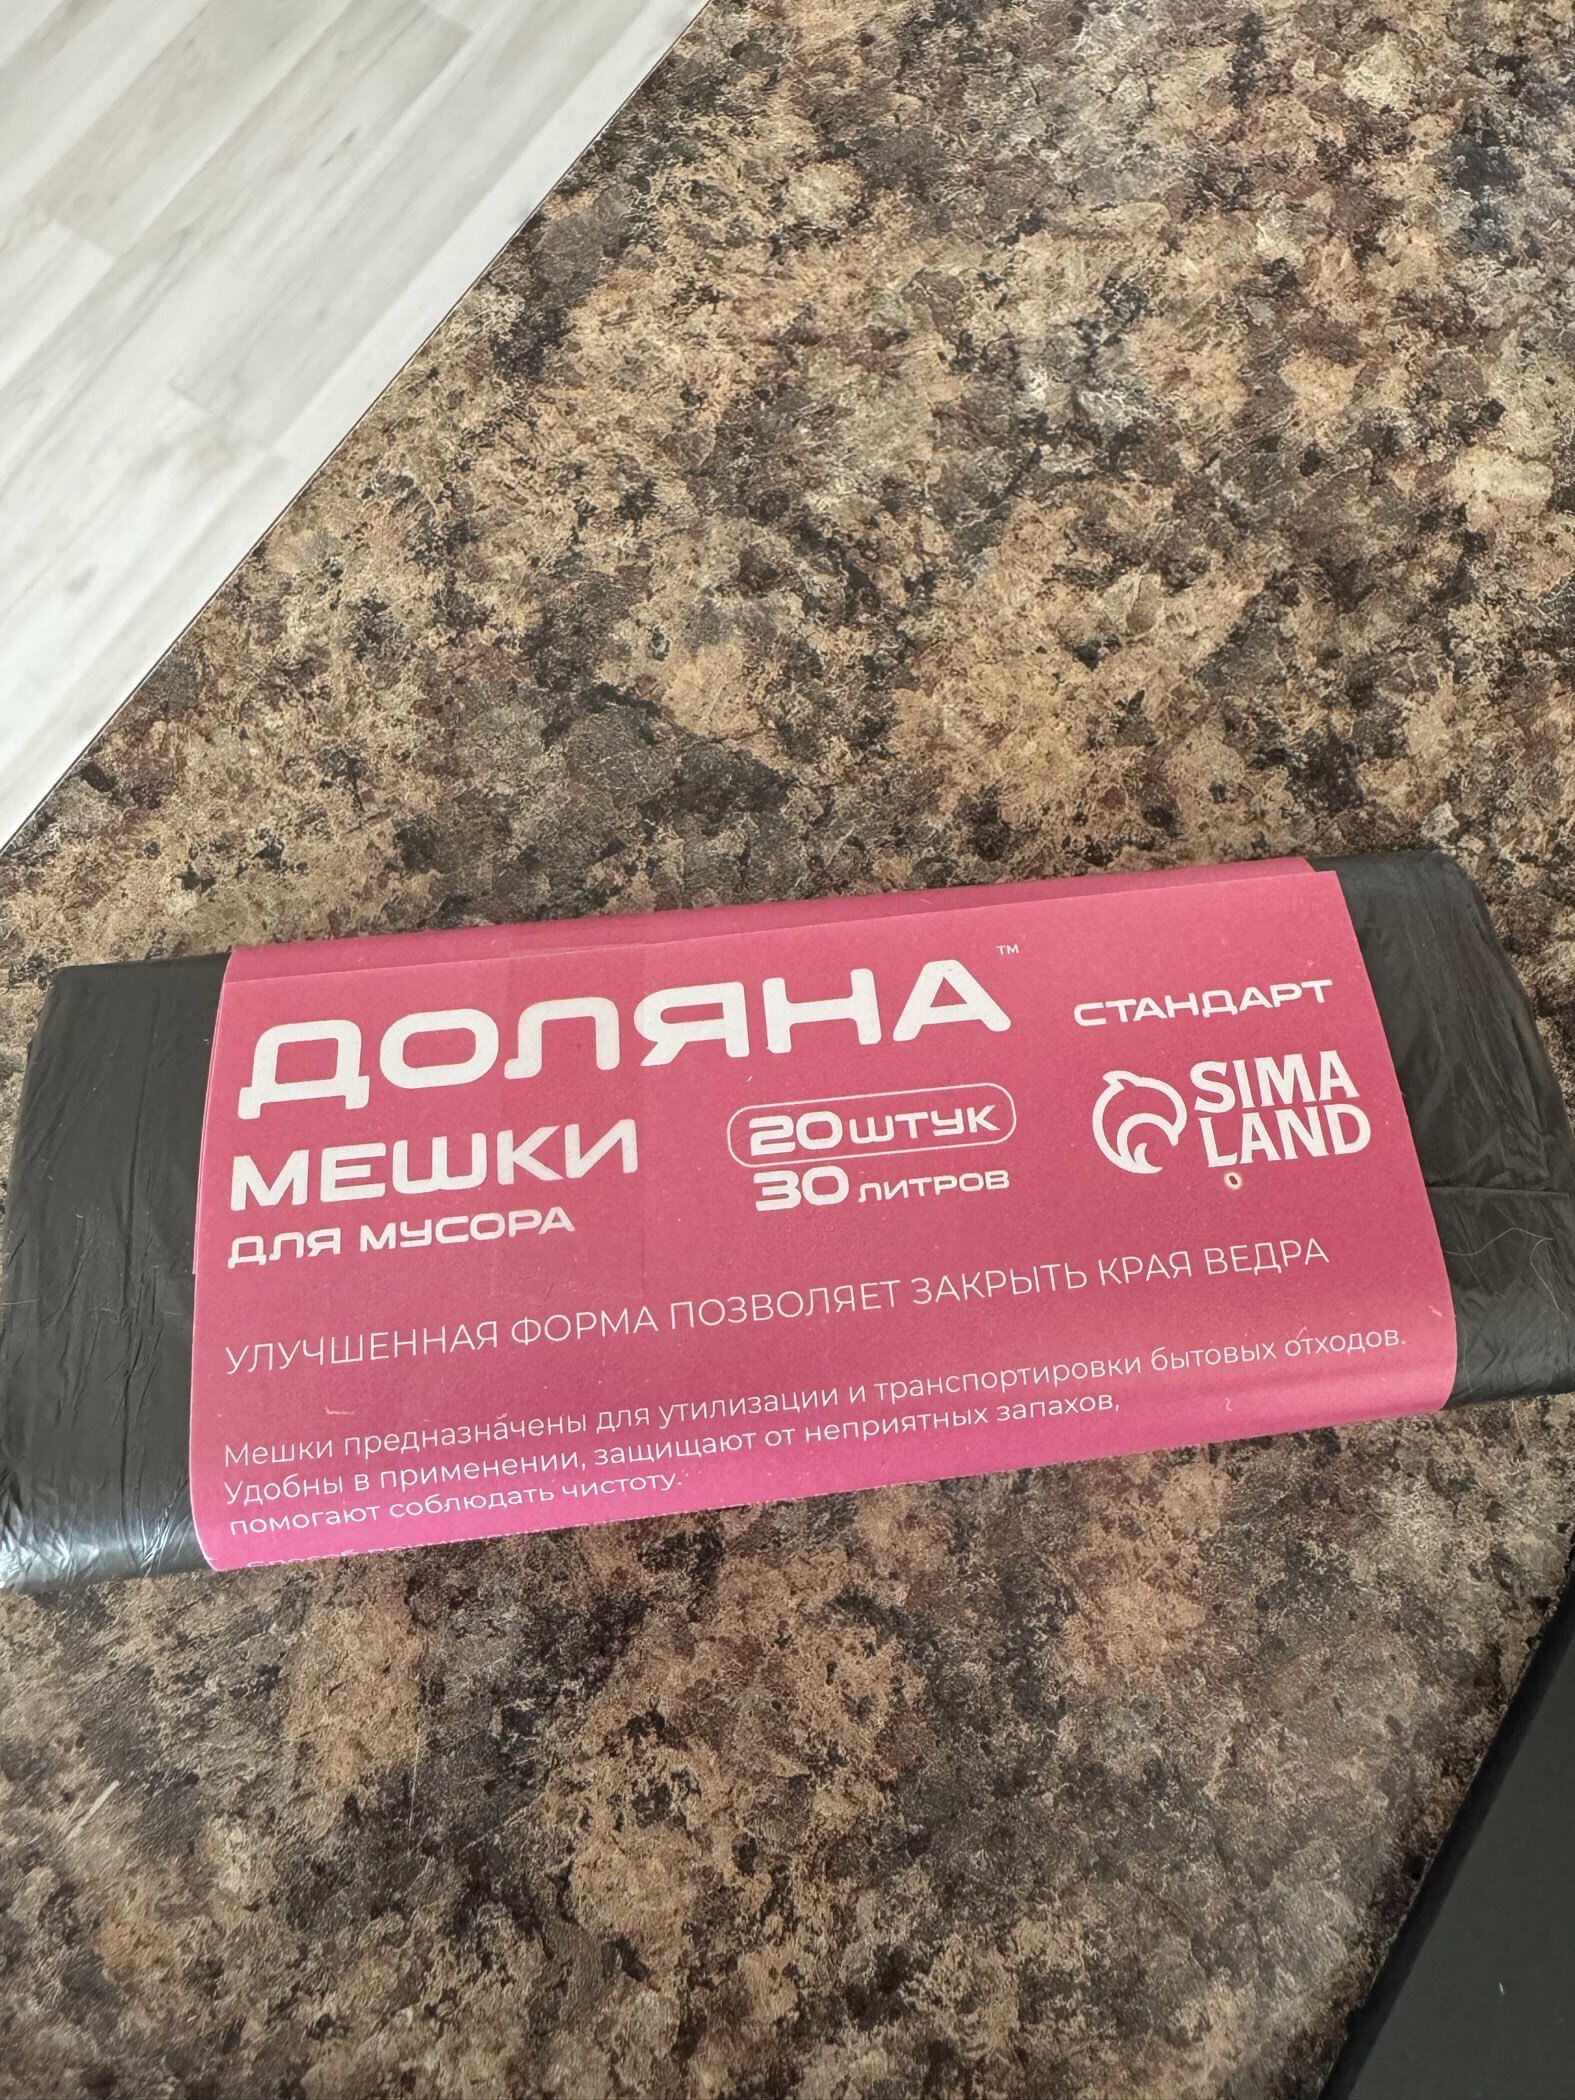 ДОЛЯНА™
СТАНДАРТ
МЕШКИ
ДЛЯ МУСОРА
20 ШТУК
30 ЛИТРОВ
SIMA
LAND
УЛУЧШЕННАЯ ФОРМА ПОЗВОЛЯЕТ ЗАКРЫТЬ КРАЯ ВЕДРА
Мешки предназначены для утилизации и транспортировки бытовых отходов.
Удобны в применении, защищают от неприятных запахов,
помогают соблюдать чистоту.